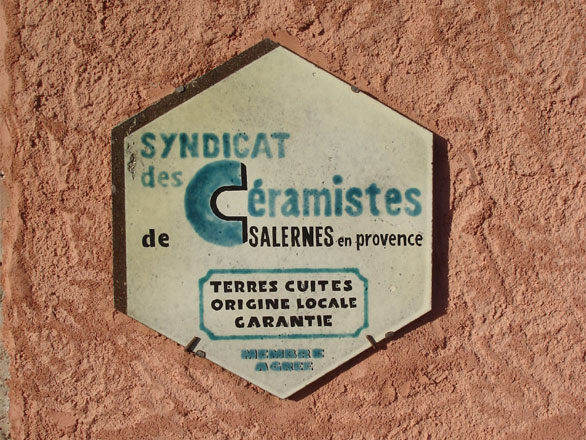 SYNDICAT
des Céramistes
de SALERNES en provence
TERRES CUITES
ORIGINE LOCALE
GARANTIE
MEMBRE
AGREE